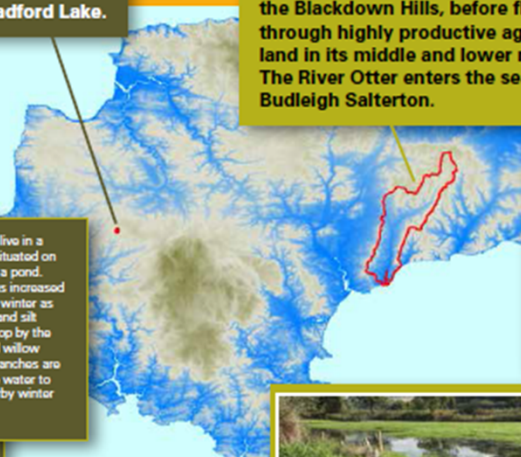 adford Lake.
the Blackdown Hills, before f
through highly productive ag
land in its middle and lower r
The River Otter enters the se
Budleigh Salterton.
live in a
ituated on
a pond.
s increased
winter as
and silt
op by the
willow
anches are
water to
by winter